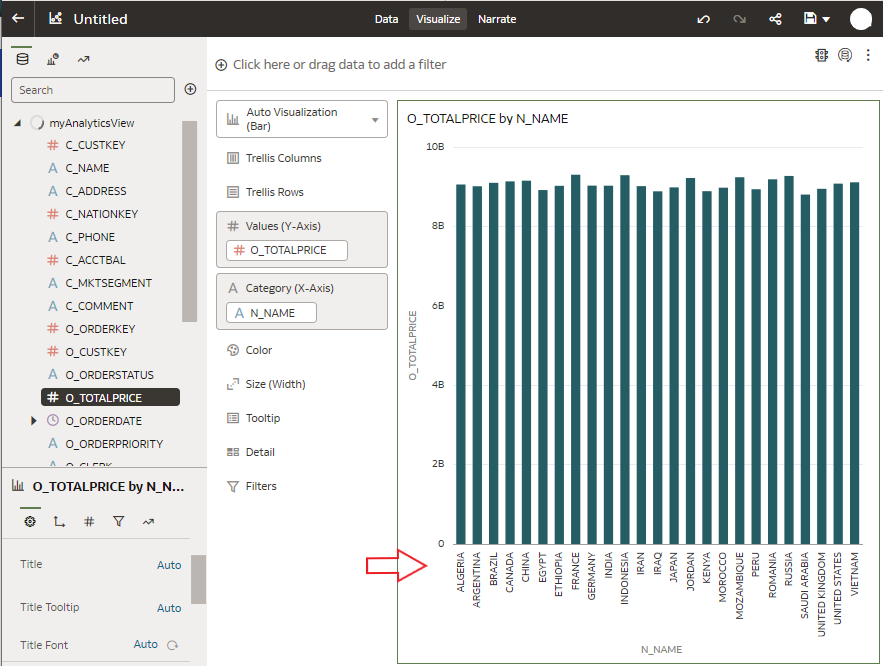 Untitled
Data
Visualize
Narrate
Search
myAnalyticsView
# C_CUSTKEY
A C_NAME
A C_ADDRESS
# C_NATIONKEY
A C_PHONE
# C_ACCTBAL
A C_MKTSEGMENT
A C_COMMENT
# O_ORDERKEY
# O_CUSTKEY
A O_ORDERSTATUS
# O_TOTALPRICE
O_ORDERDATE
A O_ORDERPRIORITY
A O_CLERK
O_TOTALPRICE by N_N...
#
Title Auto
Title Tooltip Auto
Title Font Auto
Click here or drag data to add a filter
Auto Visualization
(Bar)
Trellis Columns
Trellis Rows
# Values (Y-Axis)
# O_TOTALPRICE
A Category (X-Axis)
A N_NAME
Color
Size (Width)
Tooltip
Detail
Filters
O_TOTALPRICE by N_NAME
O_TOTALPRICE
10B
8B
6B
4B
2B
0
ALGERIA
ARGENTINA
BRAZIL
CANADA
CHINA
EGYPT
ETHIOPIA
FRANCE
GERMANY
INDIA
INDONESIA
IRAN
IRAQ
JAPAN
JORDAN
KENYA
MOROCCO
MOZAMBIQUE
PERU
ROMANIA
RUSSIA
SAUDI ARABIA
UNITED KINGDOM
UNITED STATES
VIETNAM
N_NAME